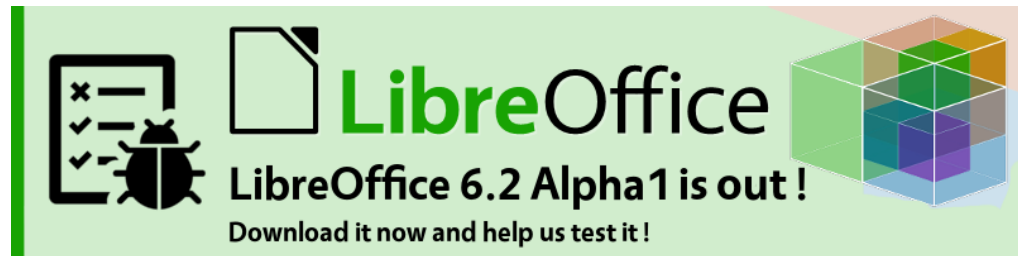 LibreOffice
LibreOffice 6.2 Alpha1 is out !
Download it now and help us test it !